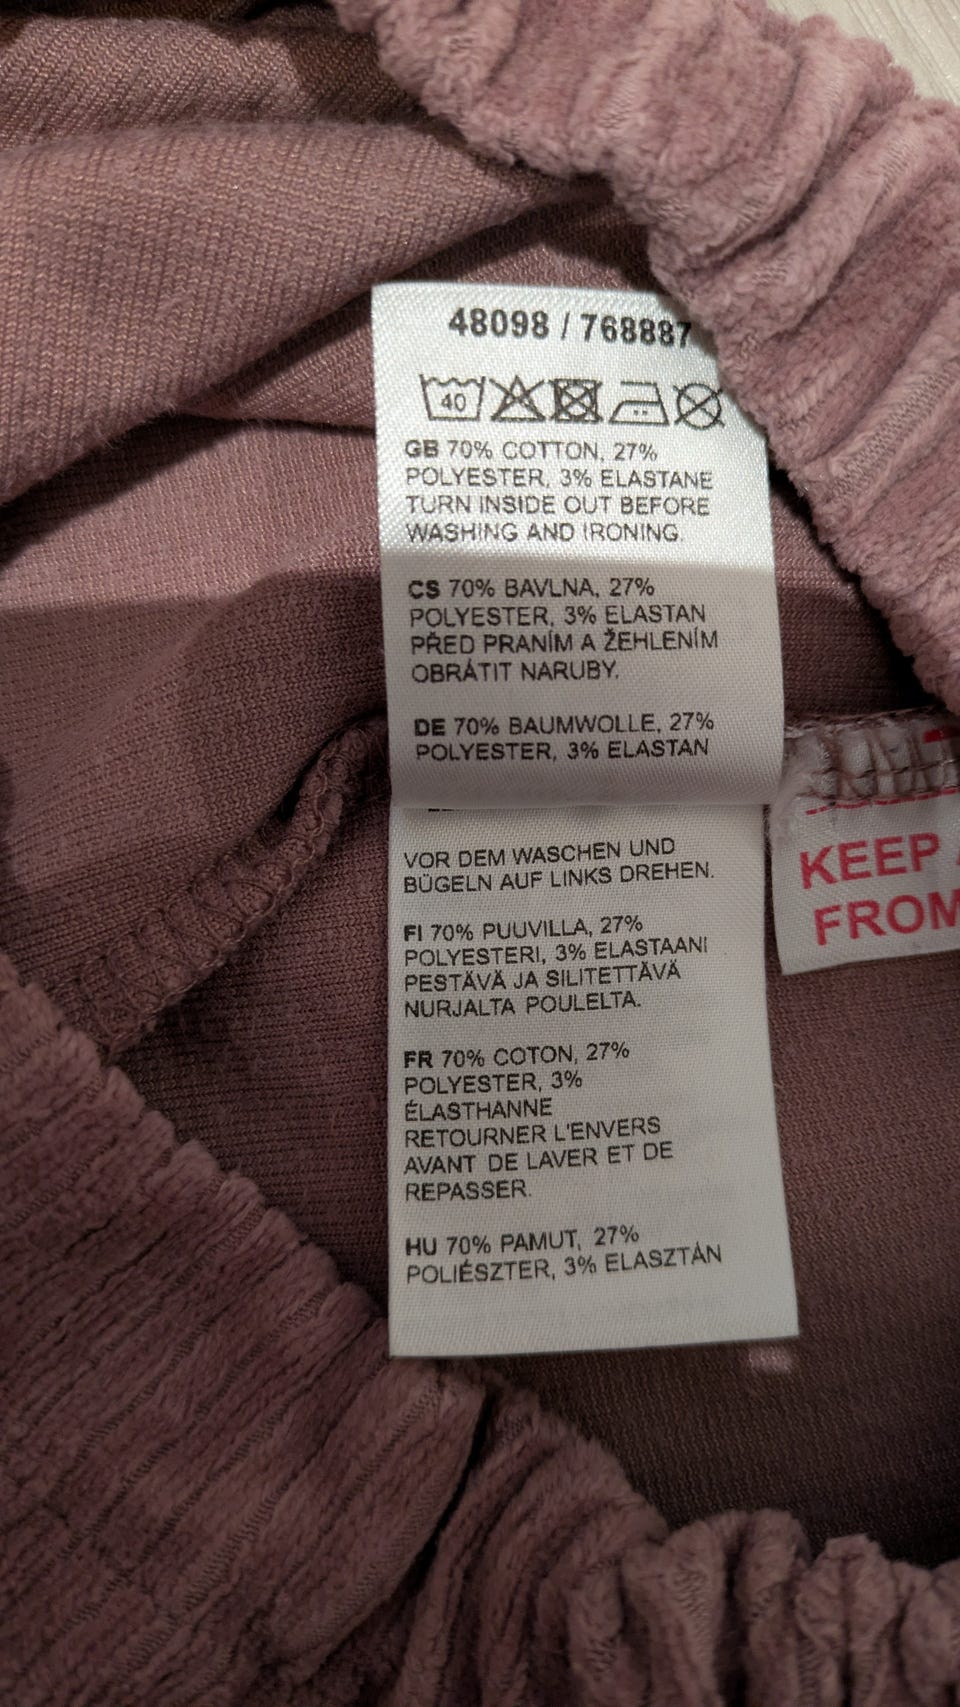 48098 / 768887
40
GB 70% COTTON, 27%
POLYESTER, 3% ELASTANE
TURN INSIDE OUT BEFORE
WASHING AND IRONING.
CS 70% BAVLNA, 27%
POLYESTER, 3% ELASTAN
PŘED PRANÍM A ŽEHLENÍM
OBRÁTIT NARUBY.
DE 70% BAUMWOLLE, 27%
POLYESTER, 3% ELASTAN
VOR DEM WASCHEN UND
BÜGELN AUF LINKS DREHEN.
FI 70% PUUVILLA, 27%
POLYESTERI, 3% ELASTAANI
PESTÄVÄ JA SILITETTÄVÄ
NURJALTA POULELTA.
FR 70% COTON, 27%
POLYESTER, 3%
ÉLASTHANNE
RETOURNER L'ENVERS
AVANT DE LAVER ET DE
REPASSER.
HU 70% PAMUT, 27%
POLIÉSZTER, 3% ELASZTÁN
KEEP
FROM